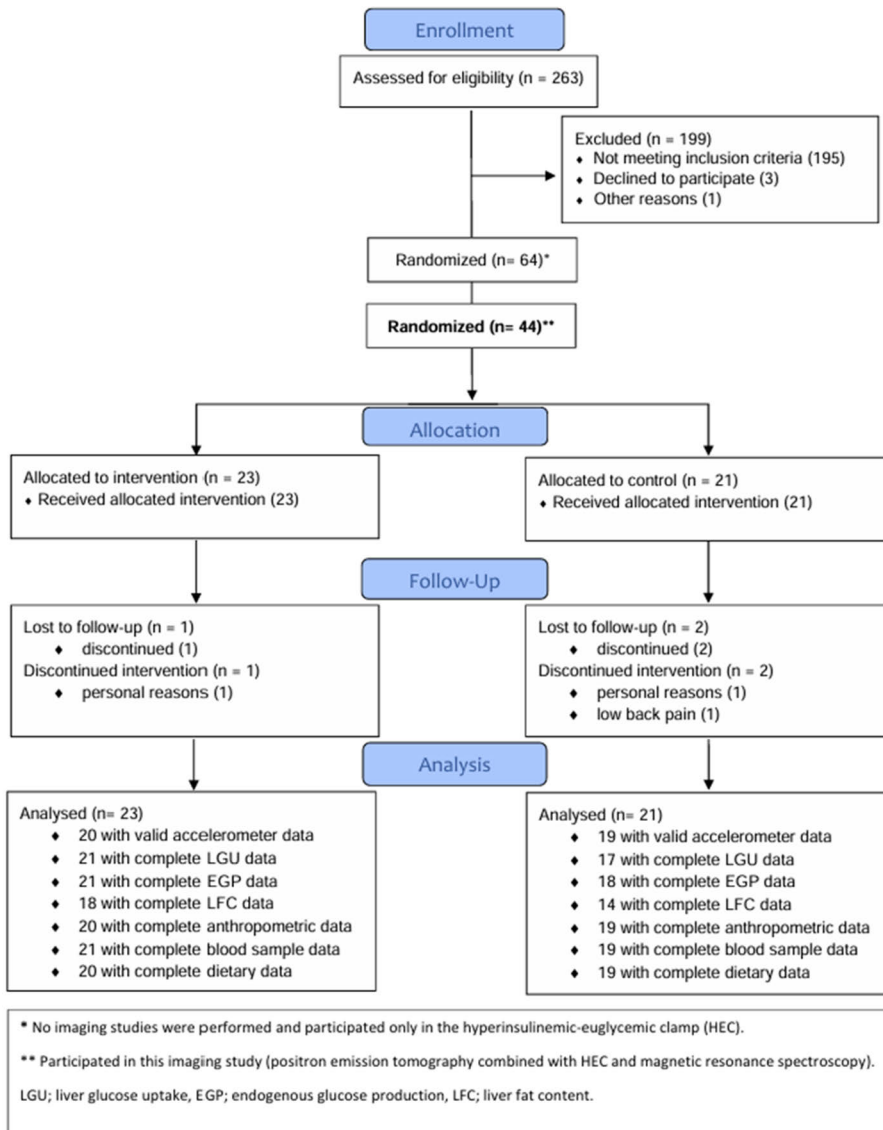 Enrollment
Assessed for eligibility (n = 263)
Excluded (n = 199)
♦ Not meeting inclusion criteria (195)
♦ Declined to participate (3)
♦ Other reasons (1)
Randomized (n= 64)*
Randomized (n= 44)**
Allocation
Allocated to intervention (n = 23)
♦ Received allocated intervention (23)
Allocated to control (n = 21)
♦ Received allocated intervention (21)
Follow-Up
Lost to follow-up (n = 1)
♦ discontinued (1)
Discontinued intervention (n = 1)
♦ personal reasons (1)
Lost to follow-up (n = 2)
♦ discontinued (2)
Discontinued intervention (n = 2)
♦ personal reasons (1)
♦ low back pain (1)
Analysis
Analysed (n= 23)
♦ 20 with valid accelerometer data
♦ 21 with complete LGU data
♦ 21 with complete EGP data
♦ 18 with complete LFC data
♦ 20 with complete anthropometric data
♦ 21 with complete blood sample data
♦ 20 with complete dietary data
Analysed (n= 21)
♦ 19 with valid accelerometer data
♦ 17 with complete LGU data
♦ 18 with complete EGP data
♦ 14 with complete LFC data
♦ 19 with complete anthropometric data
♦ 19 with complete blood sample data
♦ 19 with complete dietary data
* No imaging studies were performed and participated only in the hyperinsulinemic-euglycemic clamp (HEC).
** Participated in this imaging study (positron emission tomography combined with HEC and magnetic resonance spectroscopy).
LGU; liver glucose uptake, EGP; endogenous glucose production, LFC; liver fat content.